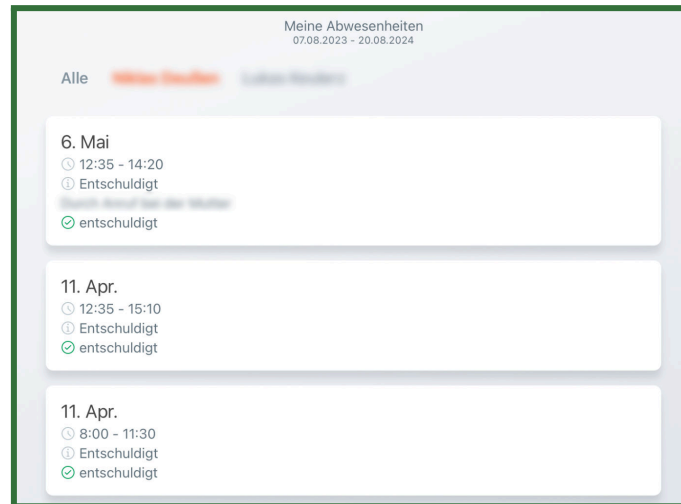 Meine Abwesenheiten
07.08.2023 - 20.08.2024
Alle
6. Mai
12:35 - 14:20
Entschuldigt
entschuldigt
11. Apr.
12:35 - 15:10
Entschuldigt
entschuldigt
11. Apr.
8:00 - 11:30
Entschuldigt
entschuldigt